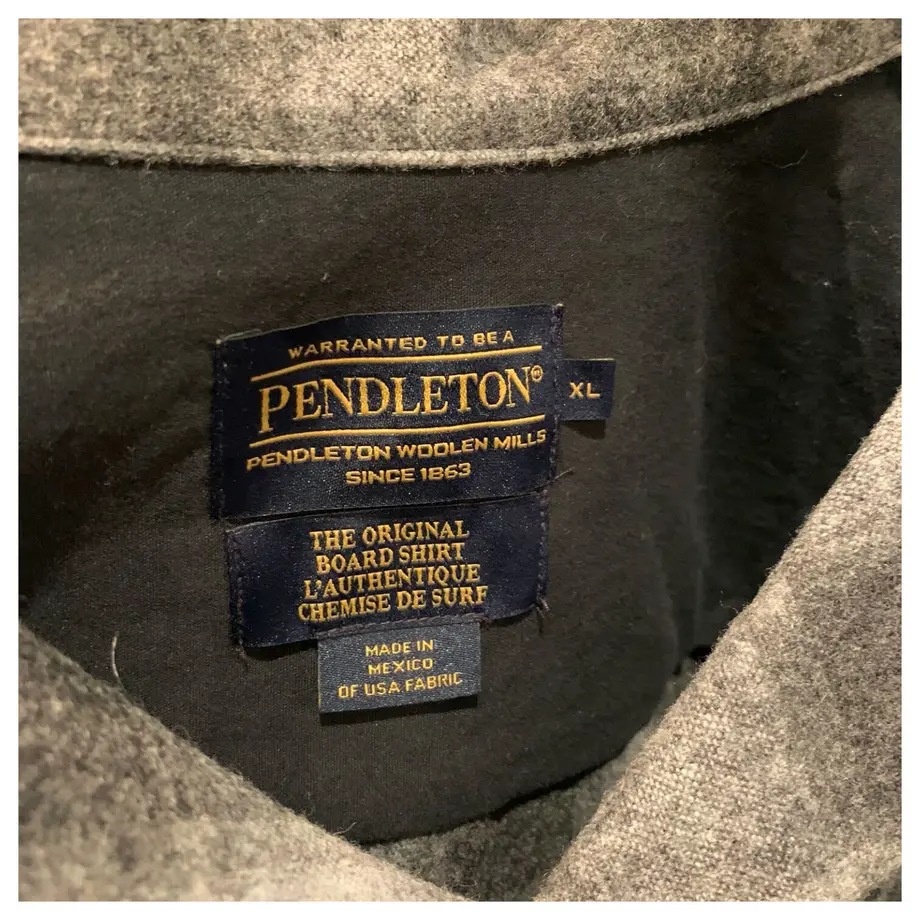 WARRANTED TO BE A
PENDLETON®
XL
PENDLETON WOOLEN MILLS
SINCE 1863
THE ORIGINAL
BOARD SHIRT
L'AUTHENTIQUE
CHEMISE DE SURF
MADE IN
MEXICO
OF USA FABRIC